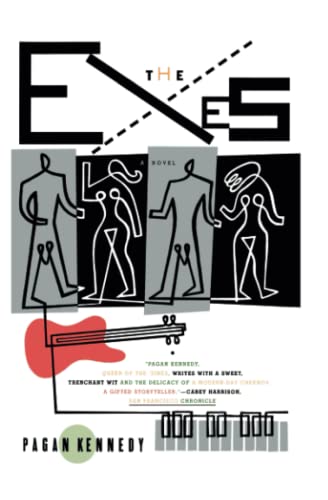 THE
EXES
A NOVEL
"PAGAN KENNEDY,
QUEEN OF THE 'ZINES, WRITES WITH A SWEET,
TRENCHANT WIT AND THE DELICACY OF A MODERN-DAY CHEKHOV.
A GIFTED STORYTELLER."—CAREY HARRISON,
SAN FRANCISCO CHRONICLE
PAGAN KENNEDY